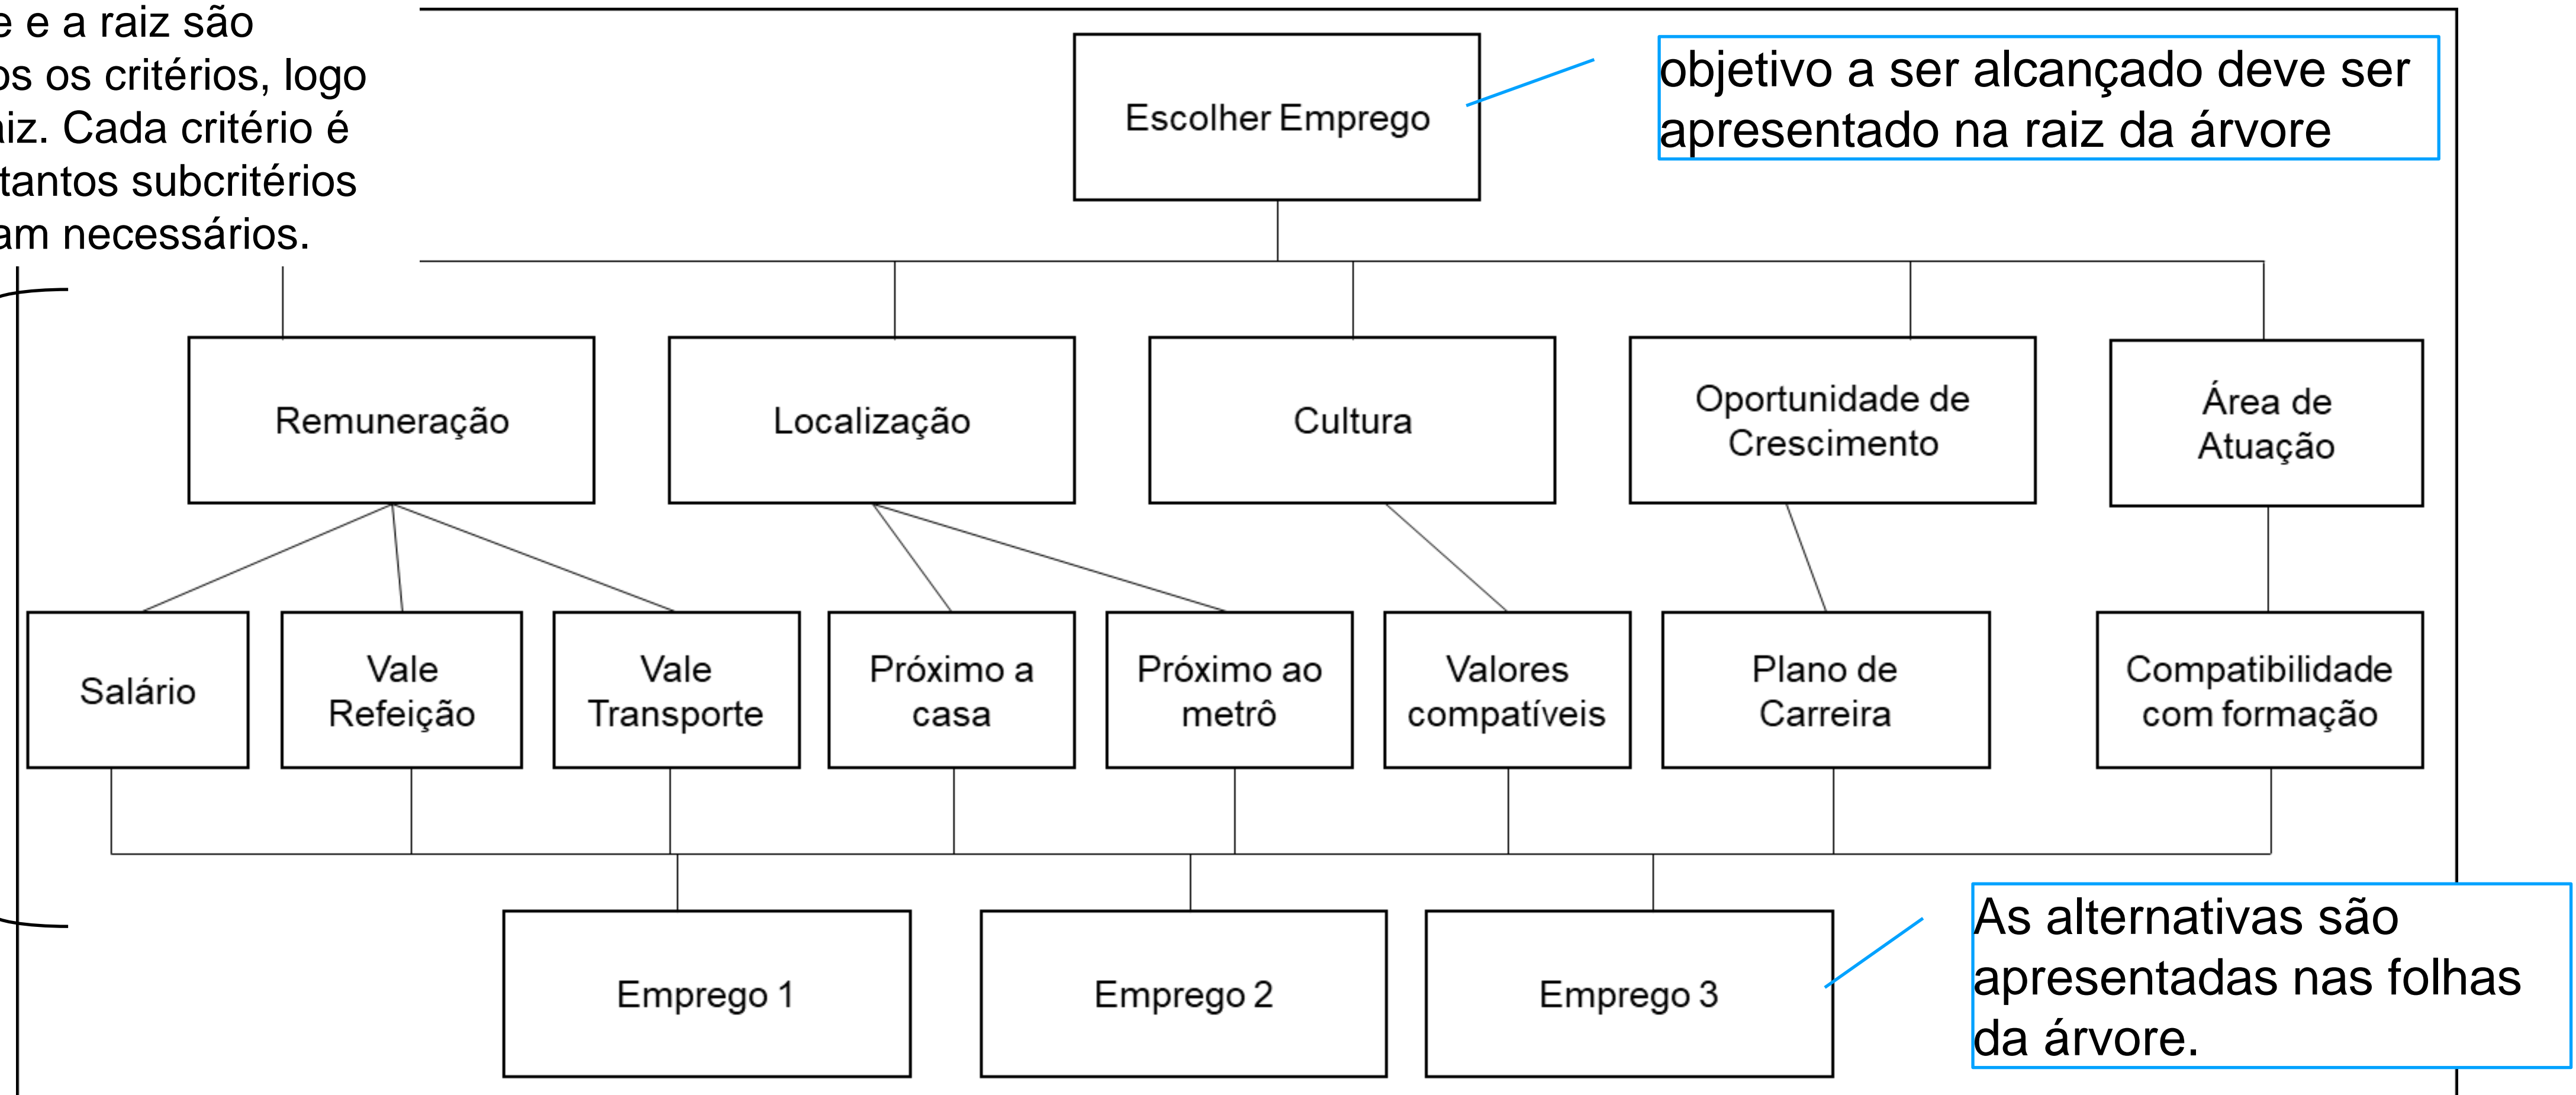 e e a raiz são
os os critérios, logo
aiz. Cada critério é
tantos subcritérios
am necessários.
Escolher Emprego
objetivo a ser alcançado deve ser
apresentado na raiz da árvore
Remuneração
Localização
Cultura
Oportunidade de
Crescimento
Área de
Atuação
Salário
Vale
Refeição
Vale
Transporte
Próximo a
casa
Próximo ao
metrô
Valores
compatíveis
Plano de
Carreira
Compatibilidade
com formação
Emprego 1
Emprego 2
Emprego 3
As alternativas são
apresentadas nas folhas
da árvore.